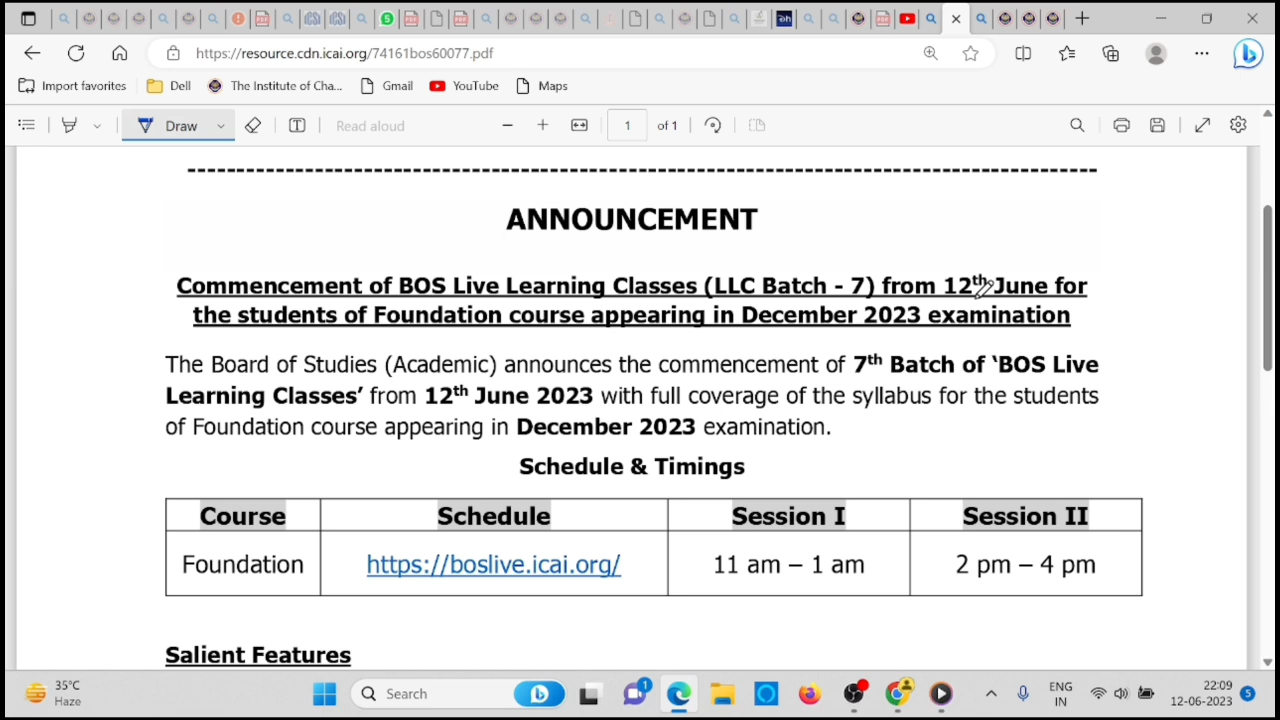 https://resource.cdn.icai.org/74161bos60077.pdf
Import favorites Dell The Institute of Cha... Gmail YouTube Maps
Draw Read aloud 1 of 1
ANNOUNCEMENT
Commencement of BOS Live Learning Classes (LLC Batch - 7) from 12th June for
the students of Foundation course appearing in December 2023 examination
The Board of Studies (Academic) announces the commencement of 7th Batch of ‘BOS Live
Learning Classes’ from 12th June 2023 with full coverage of the syllabus for the students
of Foundation course appearing in December 2023 examination.
Schedule & Timings
Course Schedule Session I Session II
Foundation https://boslive.icai.org/ 11 am – 1 am 2 pm – 4 pm
Salient Features
35°C
Haze
Search
1
ENG
IN
22:09
12-06-2023
5